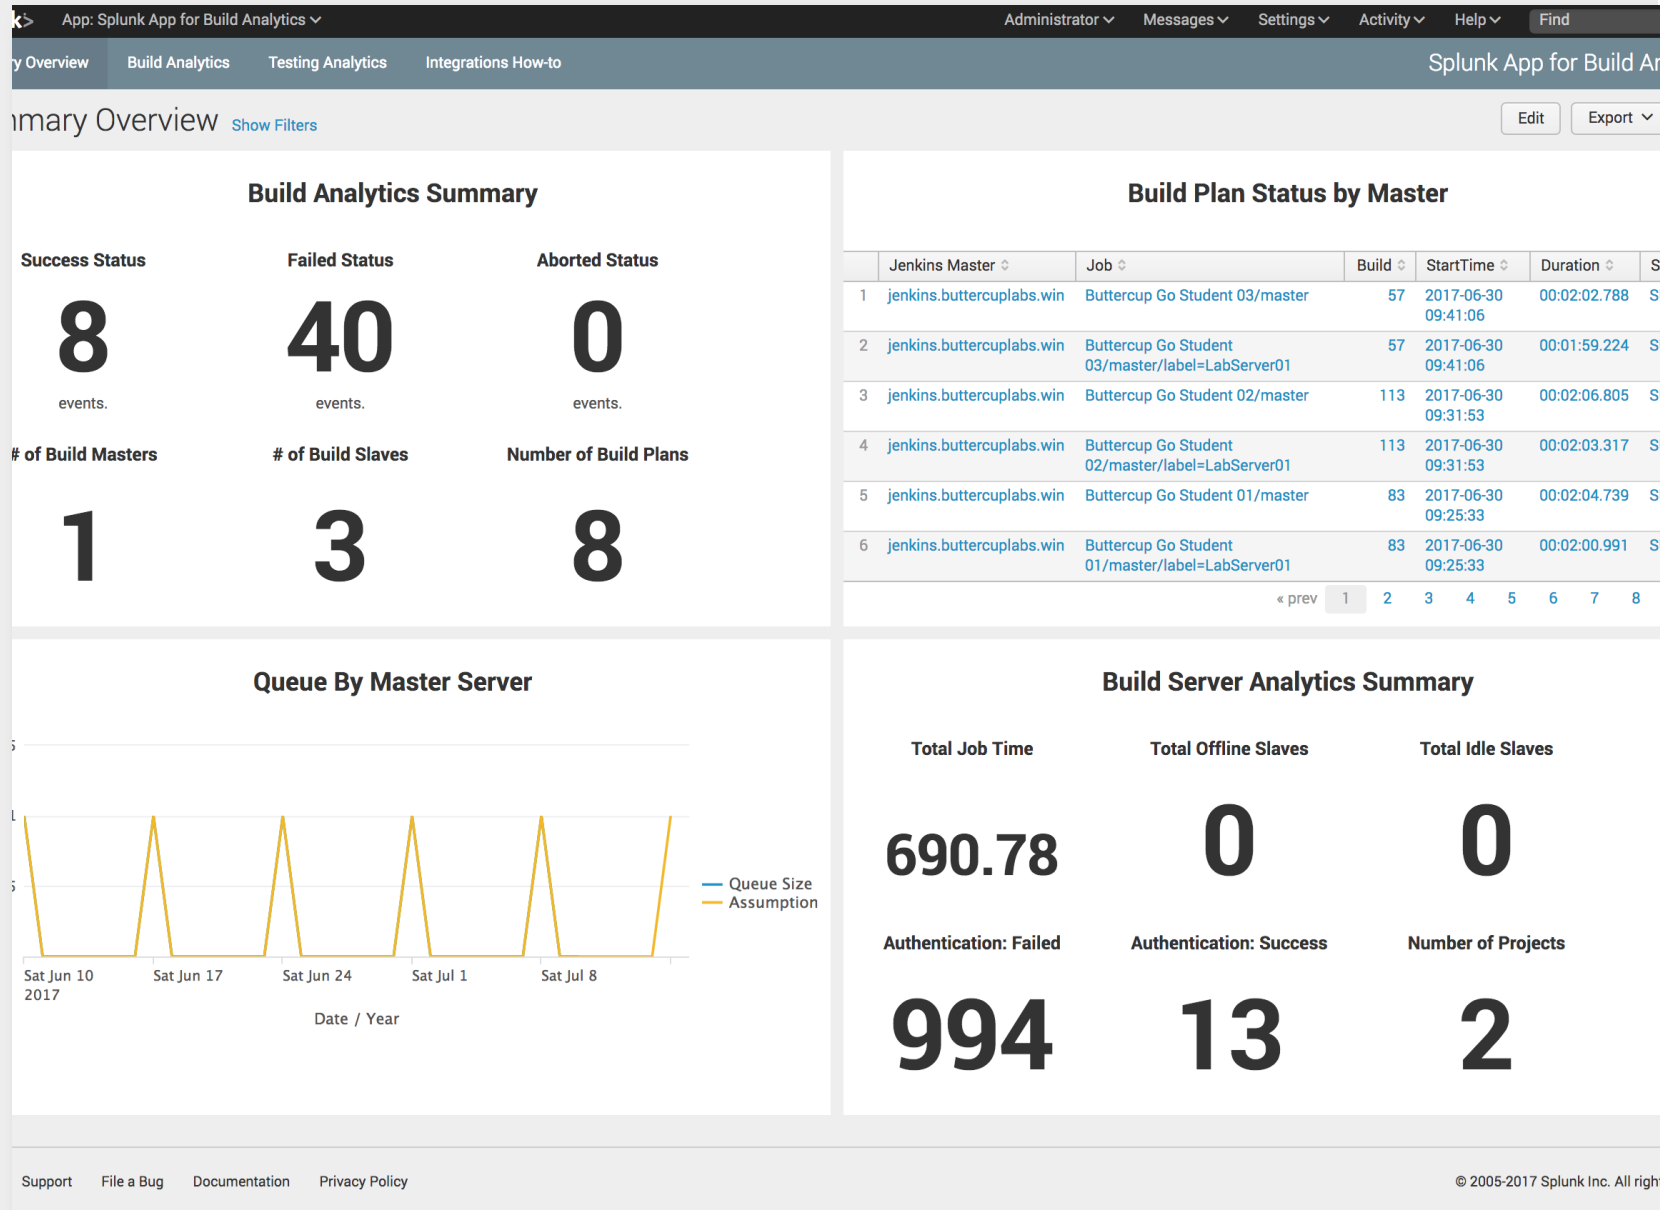 k> App: Splunk App for Build Analytics Administrator Messages Settings Activity Help Find
y Overview Build Analytics Testing Analytics Integrations How-to Splunk App for Build An
mmary Overview Show Filters Edit Export
Build Analytics Summary
Success Status Failed Status Aborted Status
8 40 0
events. events. events.
# of Build Masters # of Build Slaves Number of Build Plans
1 3 8
Build Plan Status by Master
Jenkins Master Job Build StartTime Duration S
1 jenkins.buttercuplabs.win Buttercup Go Student 03/master 57 2017-06-30 00:02:02.788 S
09:41:06
2 jenkins.buttercuplabs.win Buttercup Go Student 57 2017-06-30 00:01:59.224 S
03/master/label=LabServer01 09:41:06
3 jenkins.buttercuplabs.win Buttercup Go Student 02/master 113 2017-06-30 00:02:06.805 S
09:31:53
4 jenkins.buttercuplabs.win Buttercup Go Student 113 2017-06-30 00:02:03.317 S
02/master/label=LabServer01 09:31:53
5 jenkins.buttercuplabs.win Buttercup Go Student 01/master 83 2017-06-30 00:02:04.739 S
09:25:33
6 jenkins.buttercuplabs.win Buttercup Go Student 83 2017-06-30 00:02:00.991 S
01/master/label=LabServer01 09:25:33
« prev 1 2 3 4 5 6 7 8
Queue By Master Server
5
1
5
Queue Size
Assumption
Sat Jun 10 Sat Jun 17 Sat Jun 24 Sat Jul 1 Sat Jul 8
2017
Date / Year
Build Server Analytics Summary
Total Job Time Total Offline Slaves Total Idle Slaves
690.78 0 0
Authentication: Failed Authentication: Success Number of Projects
994 13 2
Support File a Bug Documentation Privacy Policy © 2005-2017 Splunk Inc. All right